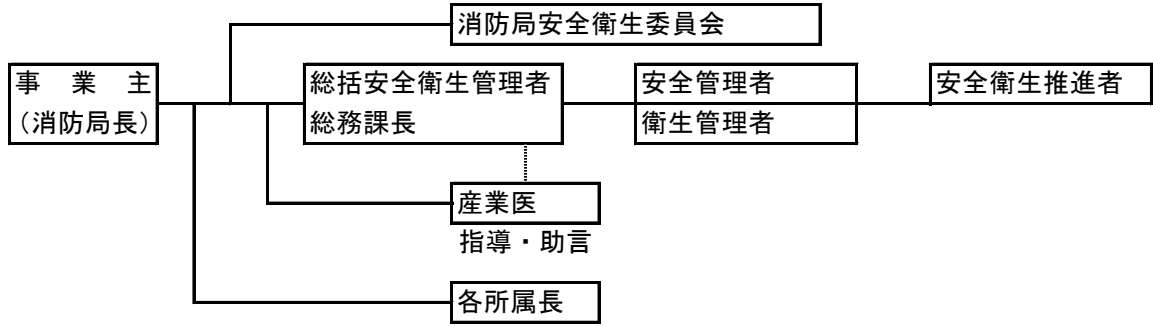 消防局安全衛生委員会
事　業　主
（消防局長）
総括安全衛生管理者
総務課長
安全管理者
衛生管理者
安全衛生推進者
産業医
指導・助言
各所属長